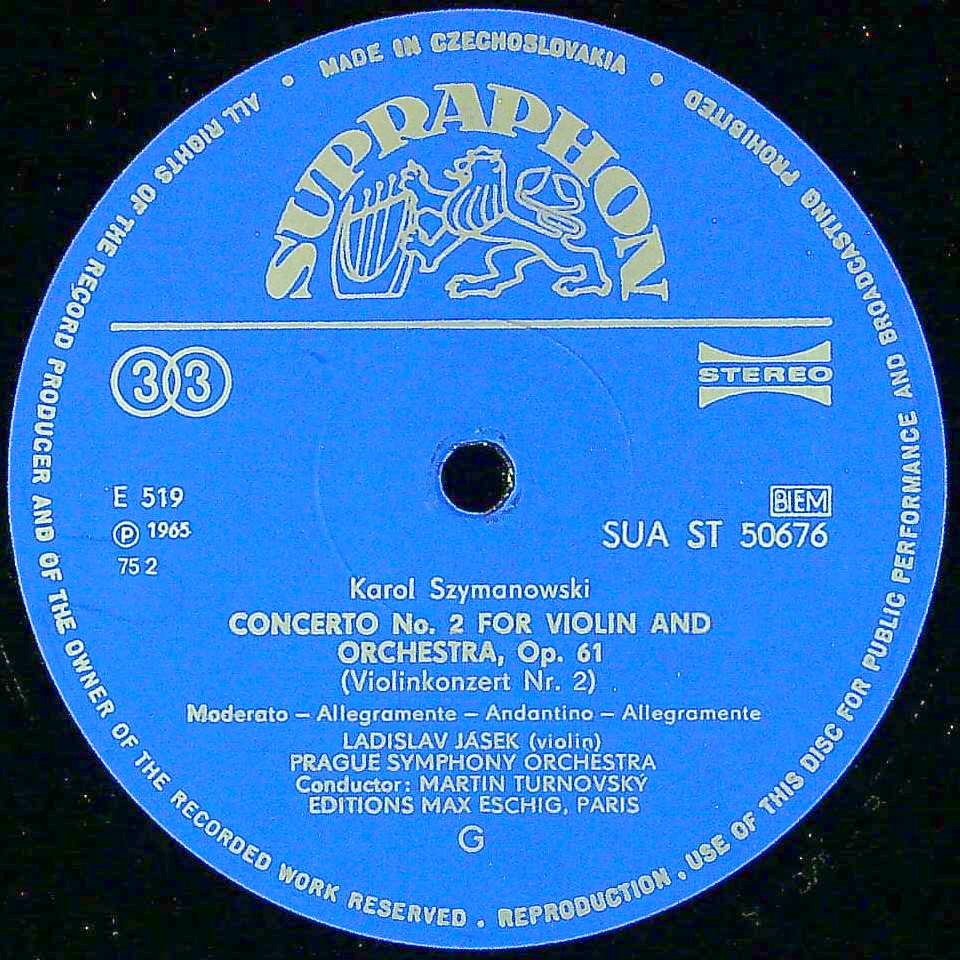 MADE IN CZECHOSLOVAKIA
SUPRAPHON
33
STEREO
E 519
BIEM
℗ 1965
SUA ST 50676
75 2
Karol Szymanowski
CONCERTO No. 2 FOR VIOLIN AND
ORCHESTRA, Op. 61
(Violinkonzert Nr. 2)
Moderato – Allegramente – Andantino – Allegramente
LADISLAV JÁSEK (violin)
PRAGUE SYMPHONY ORCHESTRA
Conductor: MARTIN TURNOVSKÝ
EDITIONS MAX ESCHIG, PARIS
G
ALL RIGHTS OF THE RECORD PRODUCER AND OF THE OWNER OF THE RECORDED WORK RESERVED . REPRODUCTION , USE OF THIS DISC FOR PUBLIC PERFORMANCE AND BROADCASTING PROHIBITED